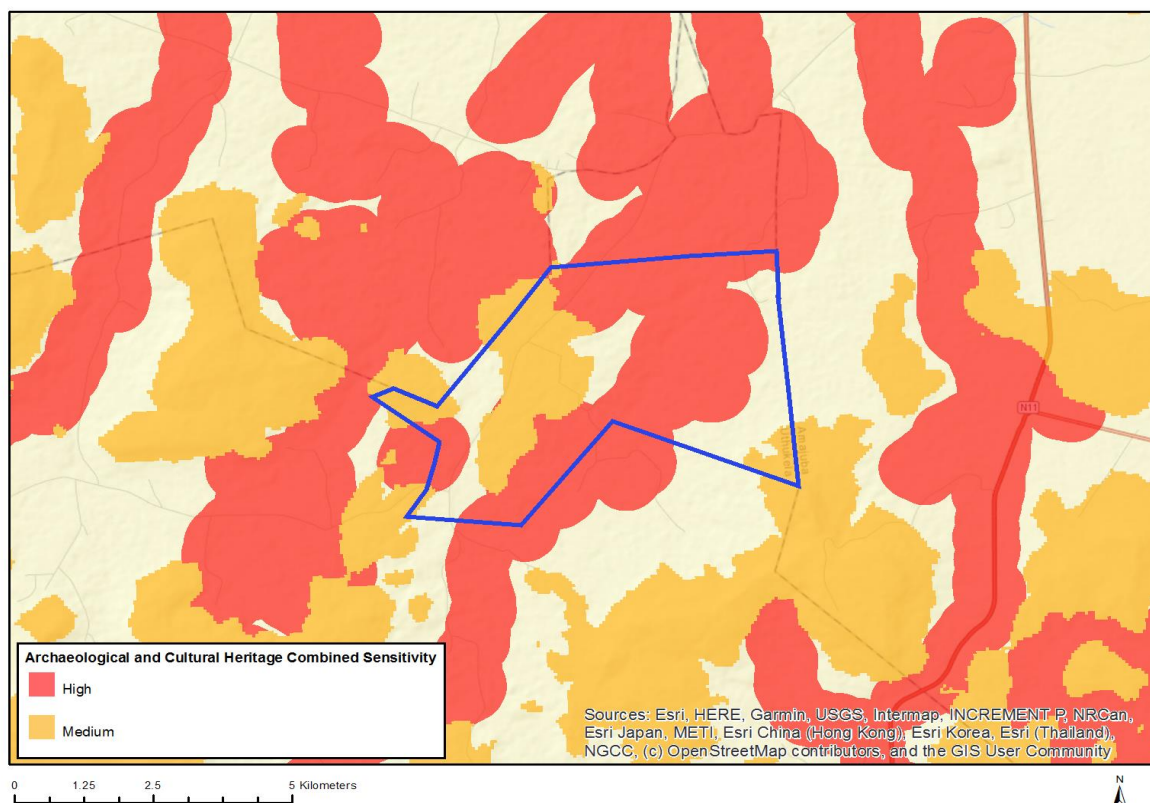 N11
Amajuba
Uthukela
Archaeological and Cultural Heritage Combined Sensitivity
High
Medium
Sources: Esri, HERE, Garmin, USGS, Intermap, INCREMENT P, NRCan,
Esri Japan, METI, Esri China (Hong Kong), Esri Korea, Esri (Thailand),
NGCC, (c) OpenStreetMap contributors, and the GIS User Community
0 1.25 2.5 5 Kilometers
N